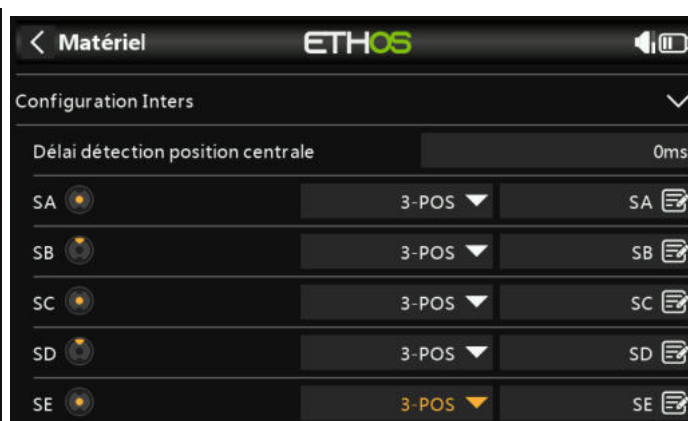 Matériel ETHOS
Configuration Inters
Délai détection position centrale 0ms
SA 3-POS SA
SB 3-POS SB
SC 3-POS SC
SD 3-POS SD
SE 3-POS SE